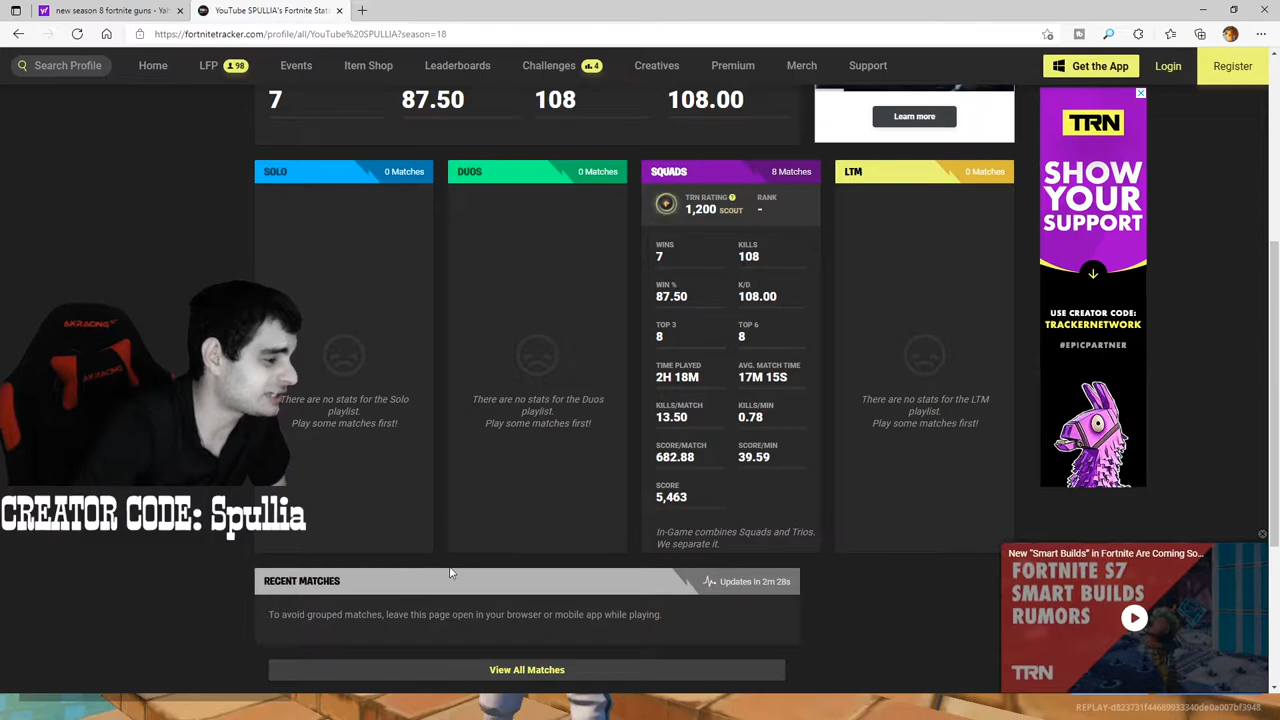 new season 8 fortnite guns - Yah
YouTube SPULLIA's Fortnite Stats
https://fortnitetracker.com/profile/all/YouTube%20SPULLIA?season=18
Search Profile
Home
LFP 98
Events
Item Shop
Leaderboards
Challenges 4
Creatives
Premium
Merch
Support
Get the App
Login
Register
7 87.50 108 108.00
Learn more
SOLO 0 Matches
There are no stats for the Solo
playlist.
Play some matches first!
DUOS 0 Matches
There are no stats for the Duos
playlist.
Play some matches first!
SQUADS 8 Matches
TRN RATING ? RANK
1,200 SCOUT -
WINS KILLS
7 108
WIN % K/D
87.50 108.00
TOP 3 TOP 6
8 8
TIME PLAYED AVG. MATCH TIME
2H 18M 17M 15S
KILLS/MATCH KILLS/MIN
13.50 0.78
SCORE/MATCH SCORE/MIN
682.88 39.59
SCORE
5,463
In-Game combines Squads and Trios.
We separate it.
LTM 0 Matches
There are no stats for the LTM
playlist.
Play some matches first!
TRN
SHOW
YOUR
SUPPORT
USE CREATOR CODE:
TRACKERNETWORK
#EPICPARTNER
AKRACING
AKRACING
CREATOR CODE: Spullia
RECENT MATCHES
Updates in 2m 28s
To avoid grouped matches, leave this page open in your browser or mobile app while playing.
View All Matches
New "Smart Builds" in Fortnite Are Coming So...
FORTNITE S7
SMART BUILDS
RUMORS
TRN
REPLAY-d823731f44689933340de0a007bf3948